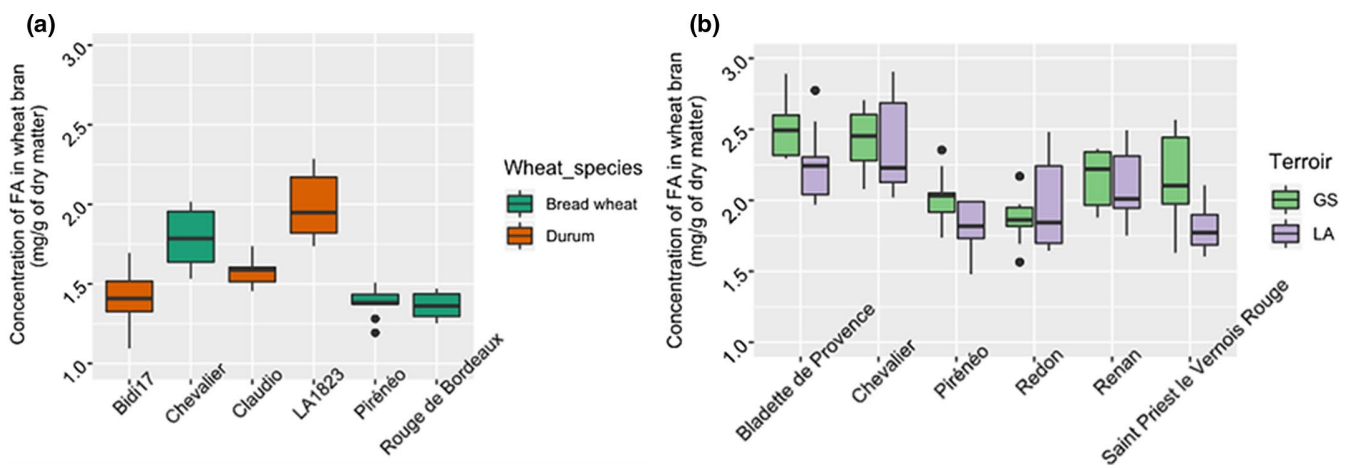 (a)
Concentration of FA in wheat bran
(mg/g of dry matter)
3.0
2.5
2.0
1.5
1.0
Bidi17
Chevalier
Claudio
LA1823
Pirénéo
Rouge de Bordeaux
Wheat_species
Bread wheat
Durum
(b)
Concentration of FA in wheat bran
(mg/g of dry matter)
3.0
2.5
2.0
1.5
1.0
Bladette de Provence
Chevalier
Pirénéo
Redon
Renan
Saint Priest le Vernois Rouge
Terroir
GS
LA